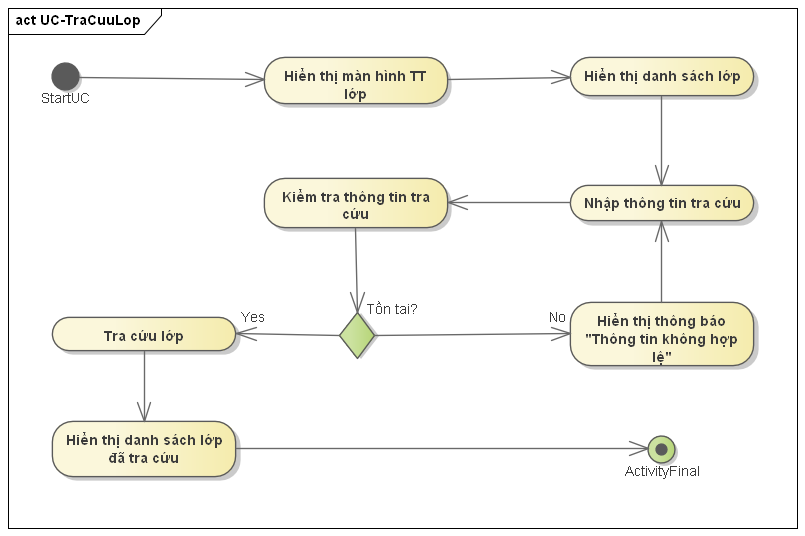 act UC-TraCuuLop
StartUC
Hiển thị màn hình TT
lớp
Hiển thị danh sách lớp
Kiểm tra thông tin tra
cứu
Nhập thông tin tra cứu
Tồn tai?
Yes
No
Tra cứu lớp
Hiển thị thông báo
"Thông tin không hợp
lệ"
Hiển thị danh sách lớp
đã tra cứu
ActivityFinal